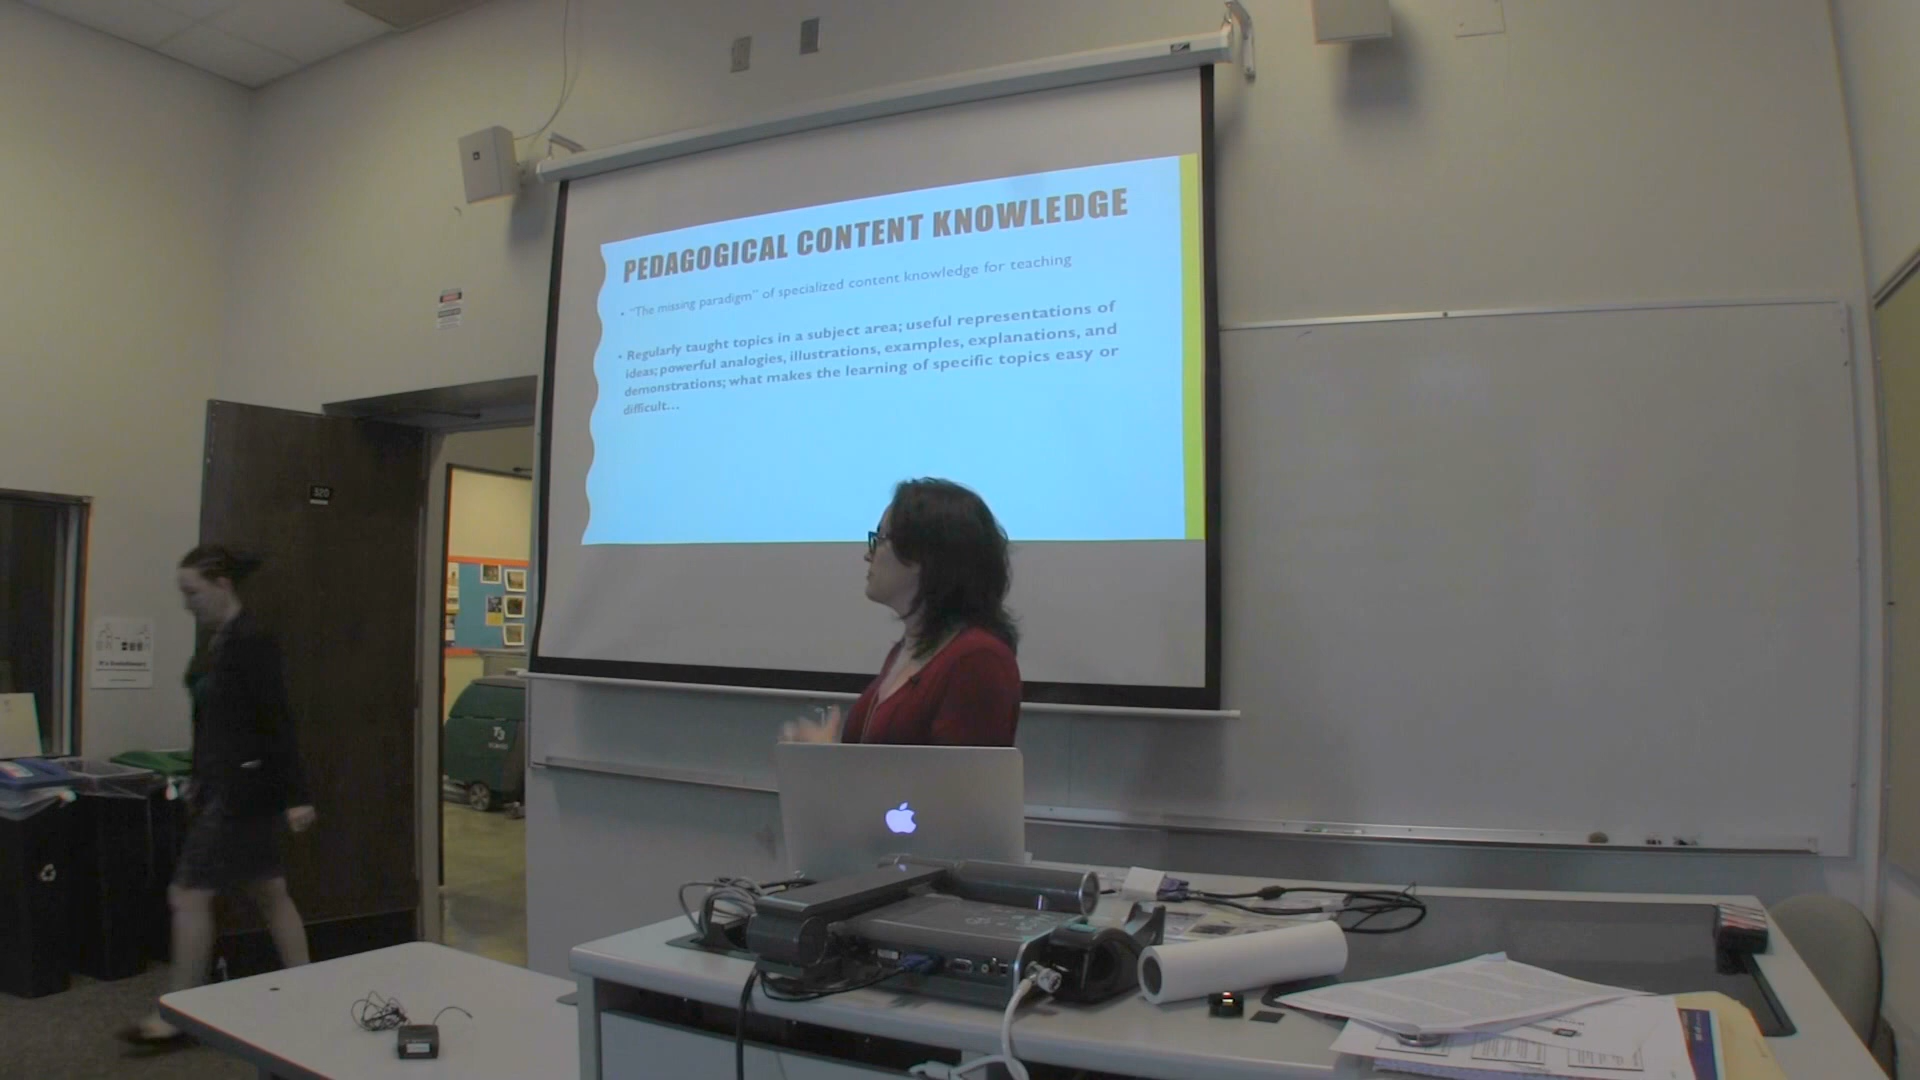 PEDAGOGICAL CONTENT KNOWLEDGE
• “The missing paradigm” of specialized content knowledge for teaching
• Regularly taught topics in a subject area; useful representations of
ideas; powerful analogies, illustrations, examples, explanations, and
demonstrations; what makes the learning of specific topics easy or
difficult…
320
T3